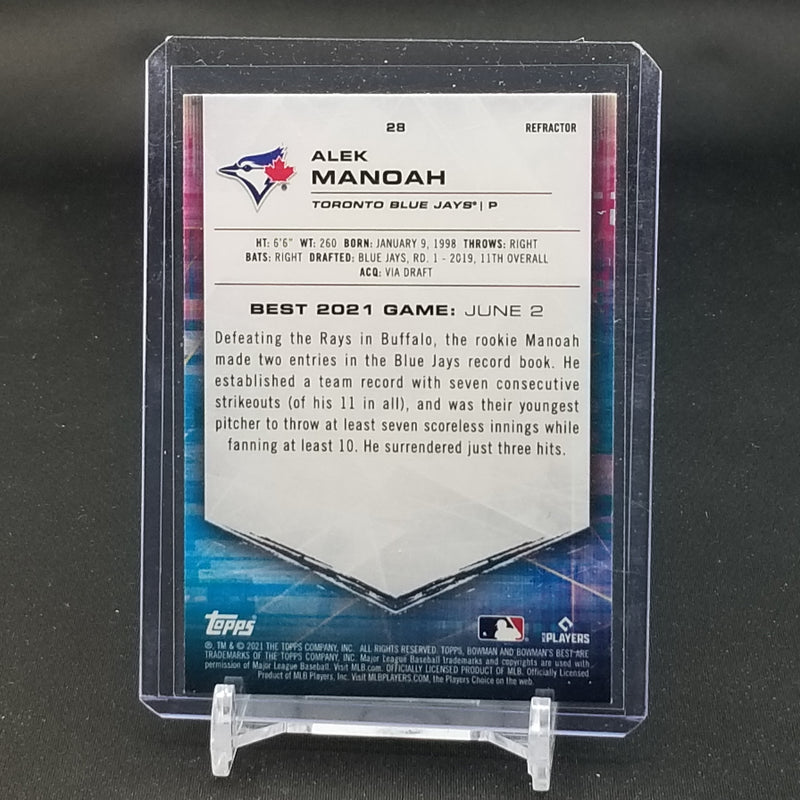 28
REFRACTOR
ALEK
MANOAH
TORONTO BLUE JAYS® | P
HT: 6'6" WT: 260 BORN: JANUARY 9, 1998 THROWS: RIGHT
BATS: RIGHT DRAFTED: BLUE JAYS, RD. 1 - 2019, 11TH OVERALL
ACQ: VIA DRAFT
BEST 2021 GAME: JUNE 2
Defeating the Rays in Buffalo, the rookie Manoah
made two entries in the Blue Jays record book. He
established a team record with seven consecutive
strikeouts (of his 11 in all), and was their youngest
pitcher to throw at least seven scoreless innings while
fanning at least 10. He surrendered just three hits.
Topps
PLAYERS
®, TM & © 2021 THE TOPPS COMPANY, INC. ALL RIGHTS RESERVED. TOPPS, BOWMAN AND BOWMAN'S BEST ARE
TRADEMARKS OF THE TOPPS COMPANY, INC. Major League Baseball trademarks and copyrights are used with
permission of Major League Baseball. Visit MLB.com. OFFICIALLY LICENSED PRODUCT OF MLB. Officially Licensed
Product of MLB Players, Inc. Visit MLBPLAYERS.COM, the Players Choice on the web.